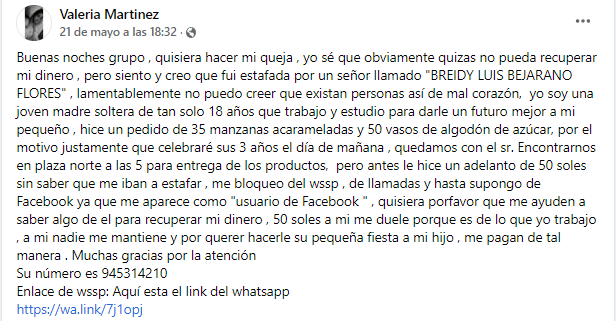 Valeria Martinez
21 de mayo a las 18:32 ·
Buenas noches grupo , quisiera hacer mi queja , yo sé que obviamente quizas no pueda recuperar
mi dinero , pero siento y creo que fui estafada por un señor llamado "BREIDY LUIS BEJARANO
FLORES" , lamentablemente no puedo creer que existan personas así de mal corazón, yo soy una
joven madre soltera de tan solo 18 años que trabajo y estudio para darle un futuro mejor a mi
pequeño , hice un pedido de 35 manzanas acarameladas y 50 vasos de algodón de azúcar, por el
motivo justamente que celebraré sus 3 años el día de mañana , quedamos con el sr. Encontrarnos
en plaza norte a las 5 para entrega de los productos, pero antes le hice un adelanto de 50 soles
sin saber que me iban a estafar , me bloqueo del wssp , de llamadas y hasta supongo de
Facebook ya que me aparece como "usuario de Facebook " , quisiera porfavor que me ayuden a
saber algo de el para recuperar mi dinero , 50 soles a mi me duele porque es de lo que yo trabajo
, a mi nadie me mantiene y por querer hacerle su pequeña fiesta a mi hijo , me pagan de tal
manera . Muchas gracias por la atención
Su número es 945314210
Enlace de wssp: Aquí esta el link del whatsapp
https://wa.link/7j1opj